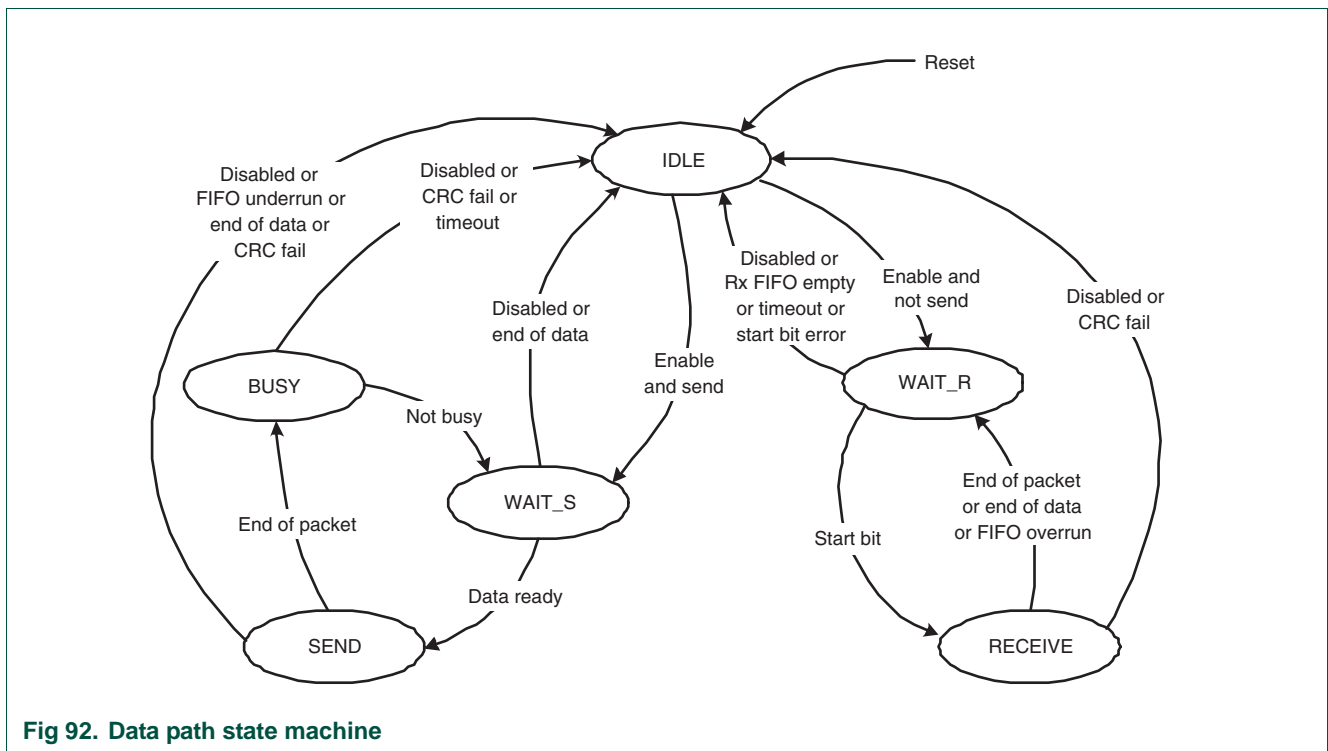 Reset
IDLE
Disabled or
FIFO underrun or
end of data or
CRC fail
Disabled or
CRC fail or
timeout
Disabled or
end of data
Enable
and send
Disabled or
Rx FIFO empty
or timeout or
start bit error
Enable and
not send
Disabled or
CRC fail
BUSY
Not busy
WAIT_R
WAIT_S
End of packet
Data ready
Start bit
End of packet
or end of data
or FIFO overrun
SEND
RECEIVE
Fig 92. Data path state machine